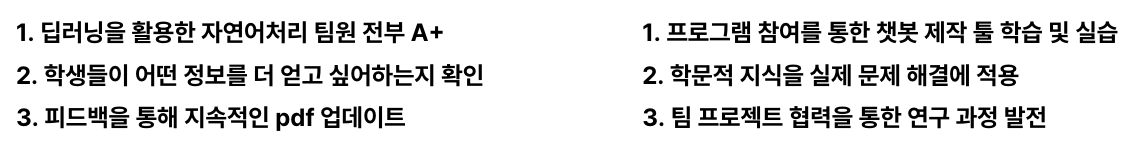 1. 딥러닝을 활용한 자연어처리 팀원 전부 A+
2. 학생들이 어떤 정보를 더 얻고 싶어하는지 확인
3. 피드백을 통해 지속적인 pdf 업데이트
1. 프로그램 참여를 통한 챗봇 제작 툴 학습 및 실습
2. 학문적 지식을 실제 문제 해결에 적용
3. 팀 프로젝트 협력을 통한 연구 과정 발전